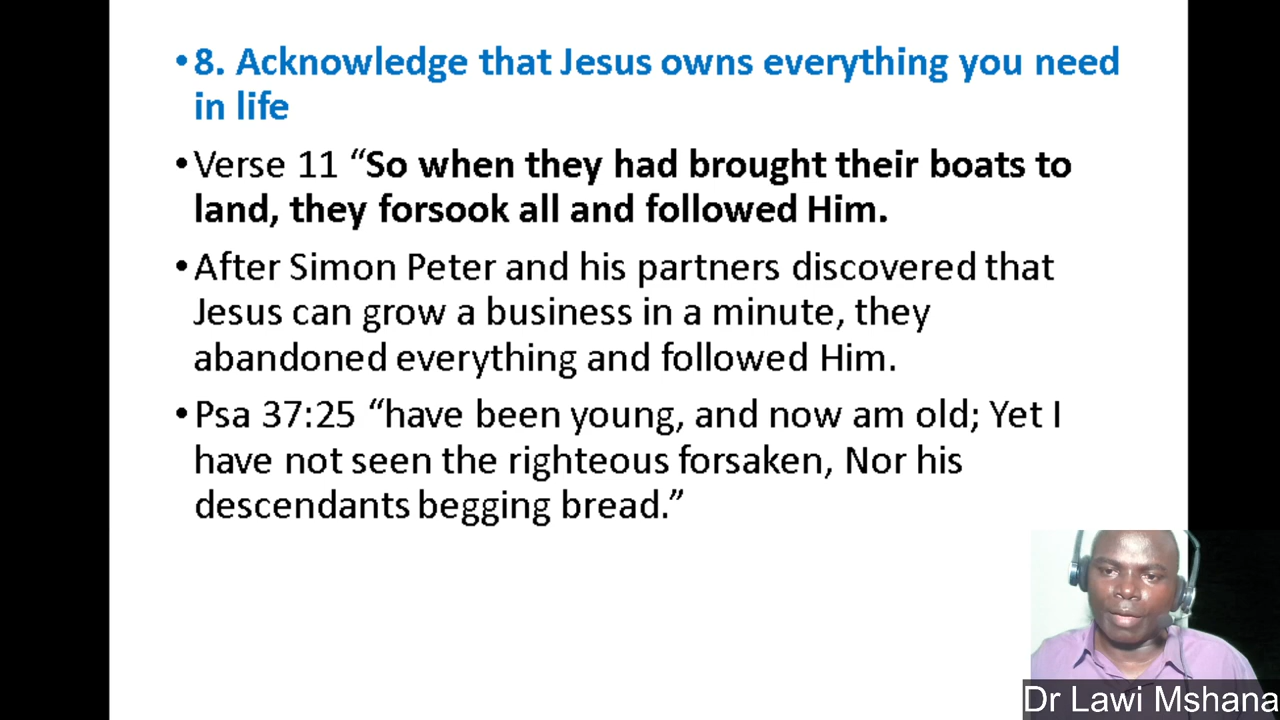 •8. Acknowledge that Jesus owns everything you need
in life
•Verse 11 “So when they had brought their boats to
land, they forsook all and followed Him.
•After Simon Peter and his partners discovered that
Jesus can grow a business in a minute, they
abandoned everything and followed Him.
•Psa 37:25 “have been young, and now am old; Yet I
have not seen the righteous forsaken, Nor his
descendants begging bread.”
Dr Lawi Mshana